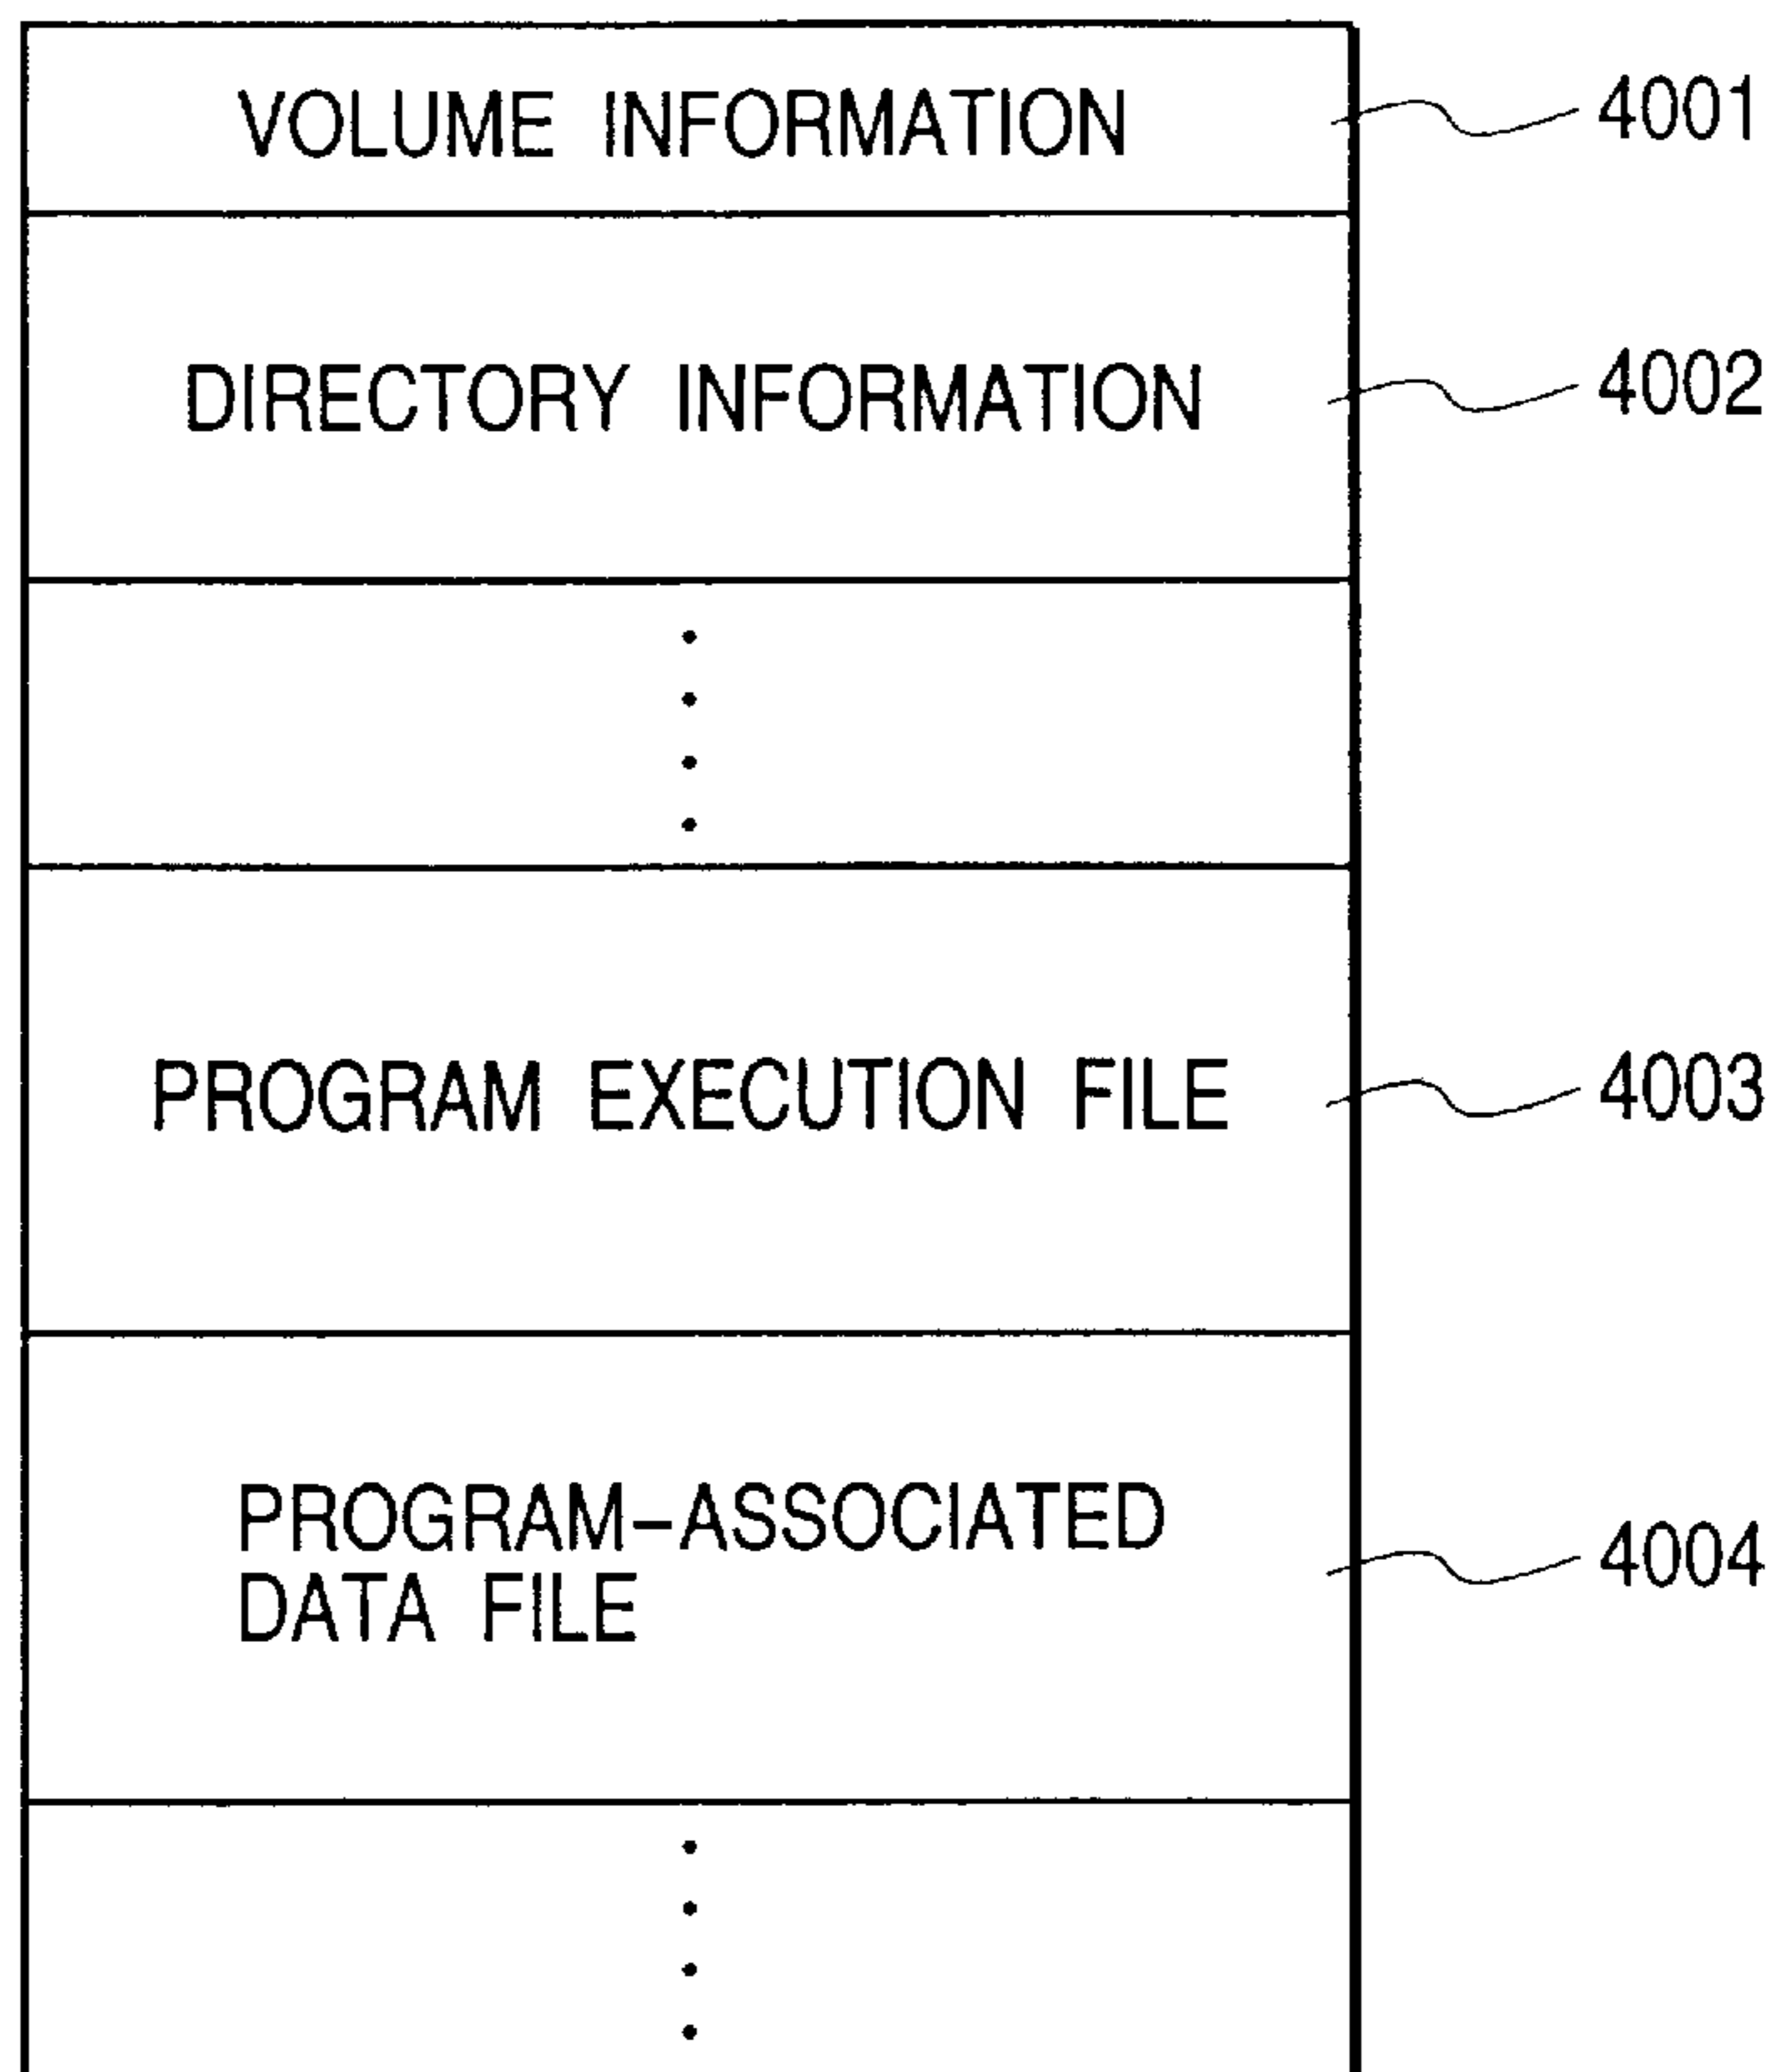 VOLUME INFORMATION
4001
DIRECTORY INFORMATION
4002
PROGRAM EXECUTION FILE
4003
PROGRAM-ASSOCIATED
DATA FILE
4004